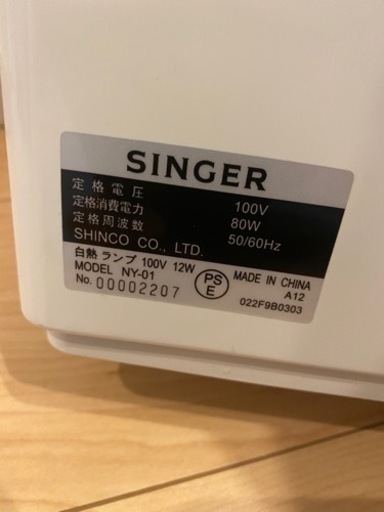 SINGER
定格電圧 100V
定格消費電力 80W
定格周波数 50/60Hz
SHINCO CO., LTD.
白熱ランプ 100V 12W
MODEL NY-01
No. 00002207
PS
E
MADE IN CHINA
A12
022F9B0303